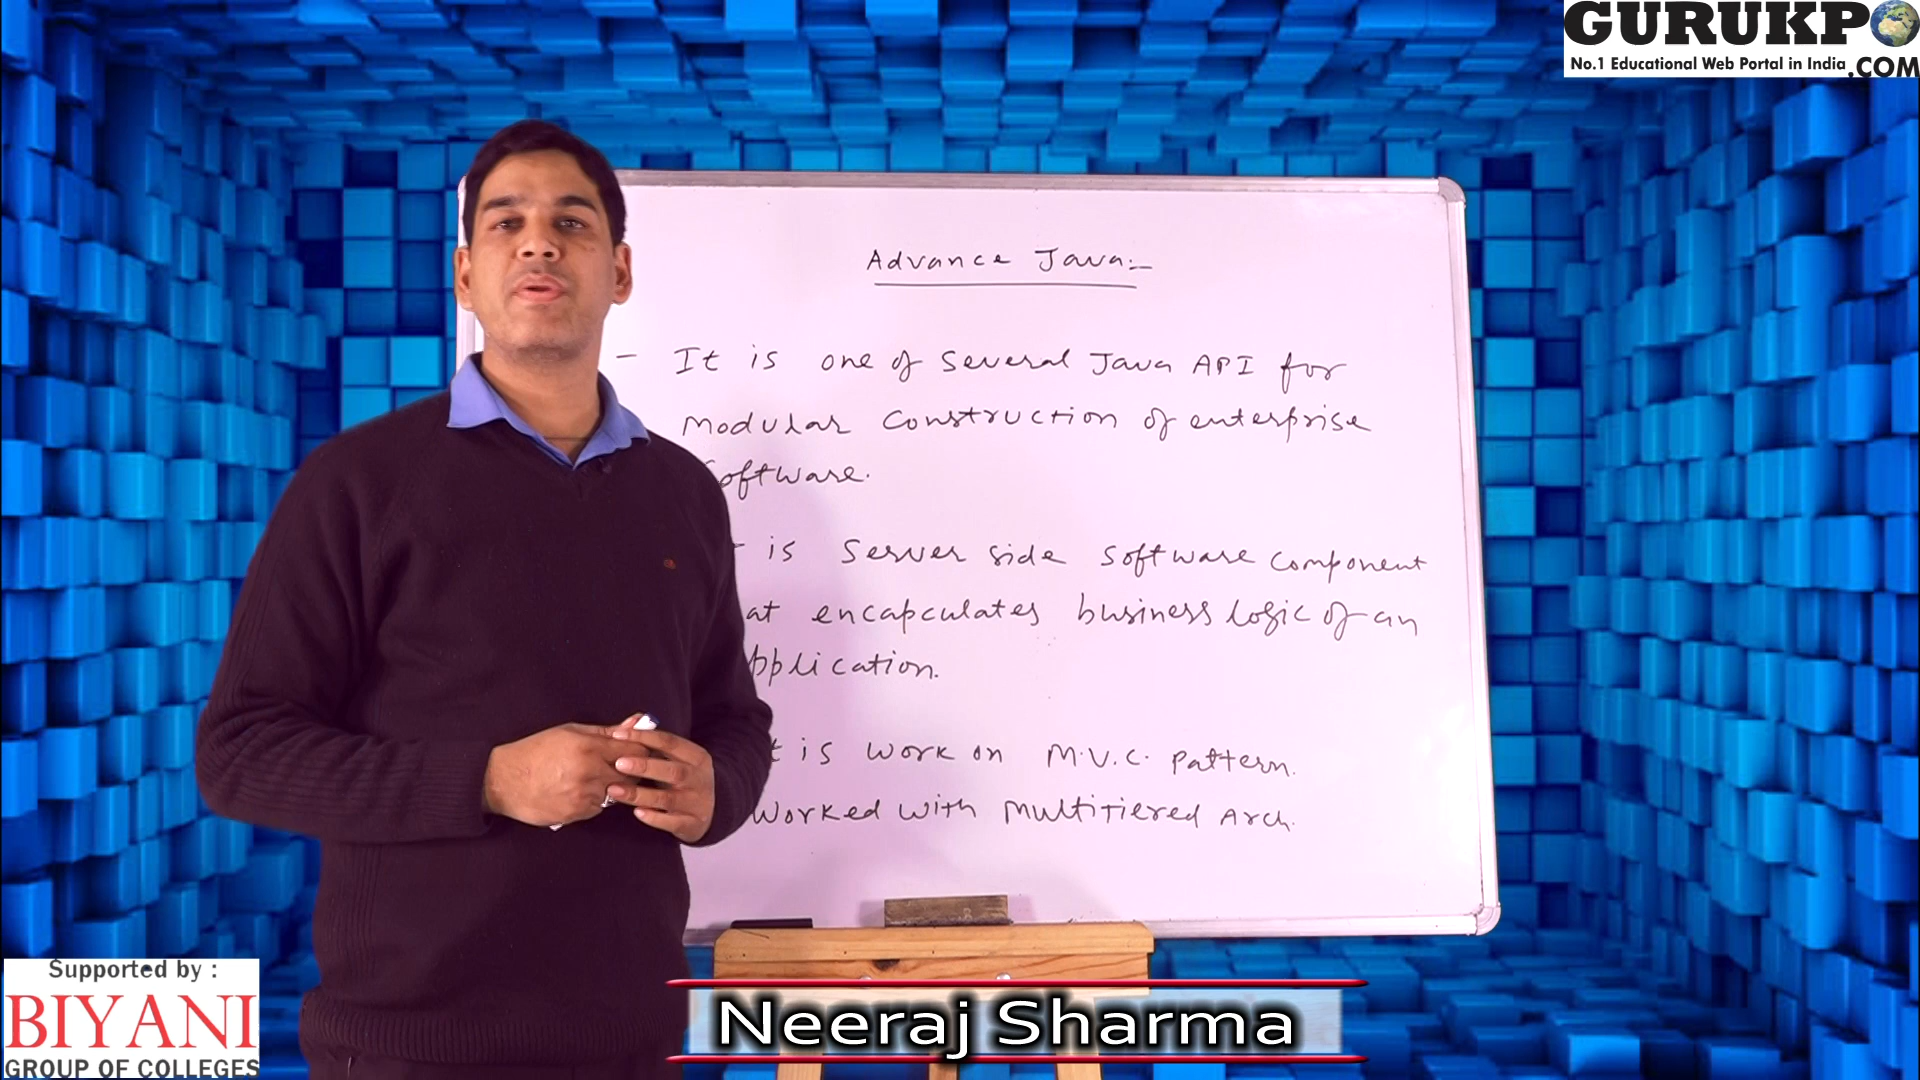 GURUKPO
No.1 Educational Web Portal in India .COM
Advance Java:-
- It is one of several Java API for
modular construction of enterprise
software.
is server side software component
at encapculates business logic of an
pplication.
t is work on M.V.C. pattern.
Worked with multitiered Arch.
Supported by :
BIYANI
GROUP OF COLLEGES
Neeraj Sharma